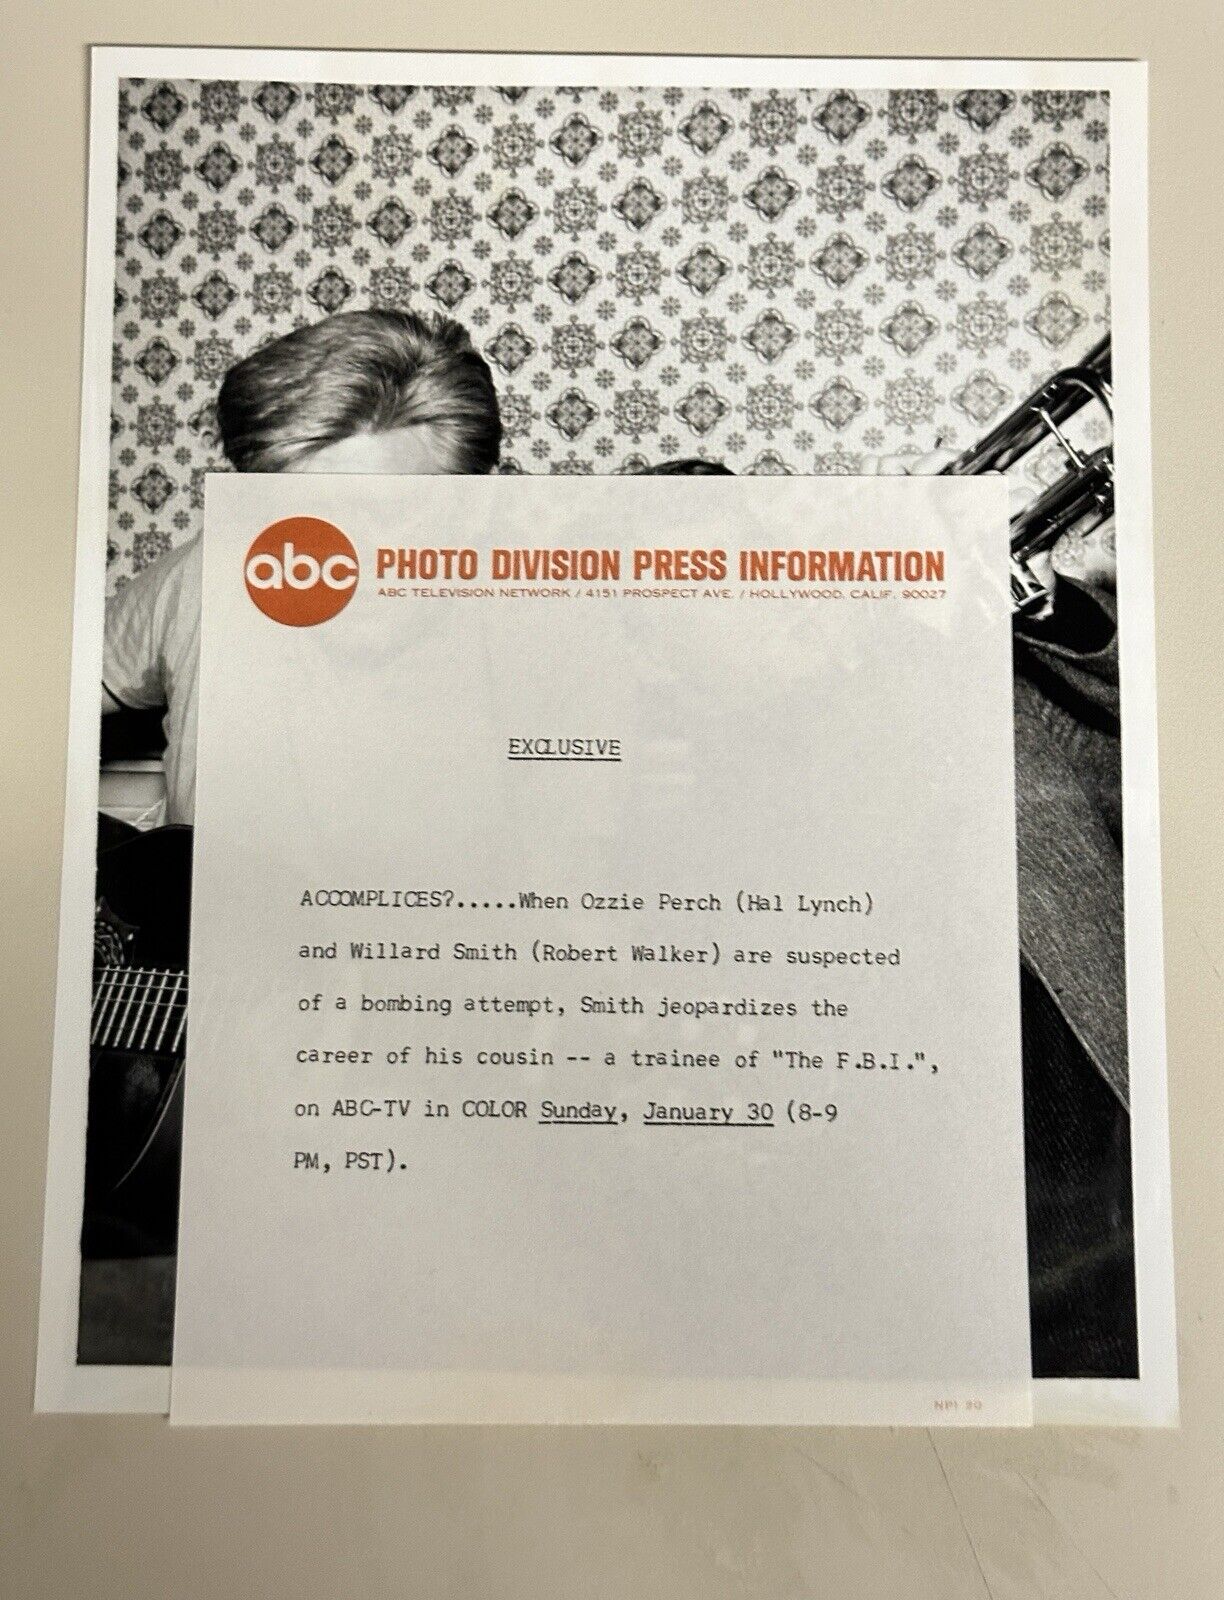 abc PHOTO DIVISION PRESS INFORMATION
ABC TELEVISION NETWORK / 4151 PROSPECT AVE. / HOLLYWOOD, CALIF. 90027
EXCLUSIVE
ACCOMPLICES?.....When Ozzie Perch (Hal Lynch)
and Willard Smith (Robert Walker) are suspected
of a bombing attempt, Smith jeopardizes the
career of his cousin -- a trainee of "The F.B.I.",
on ABC-TV in COLOR Sunday, January 30 (8-9
PM, PST).
NPI 20